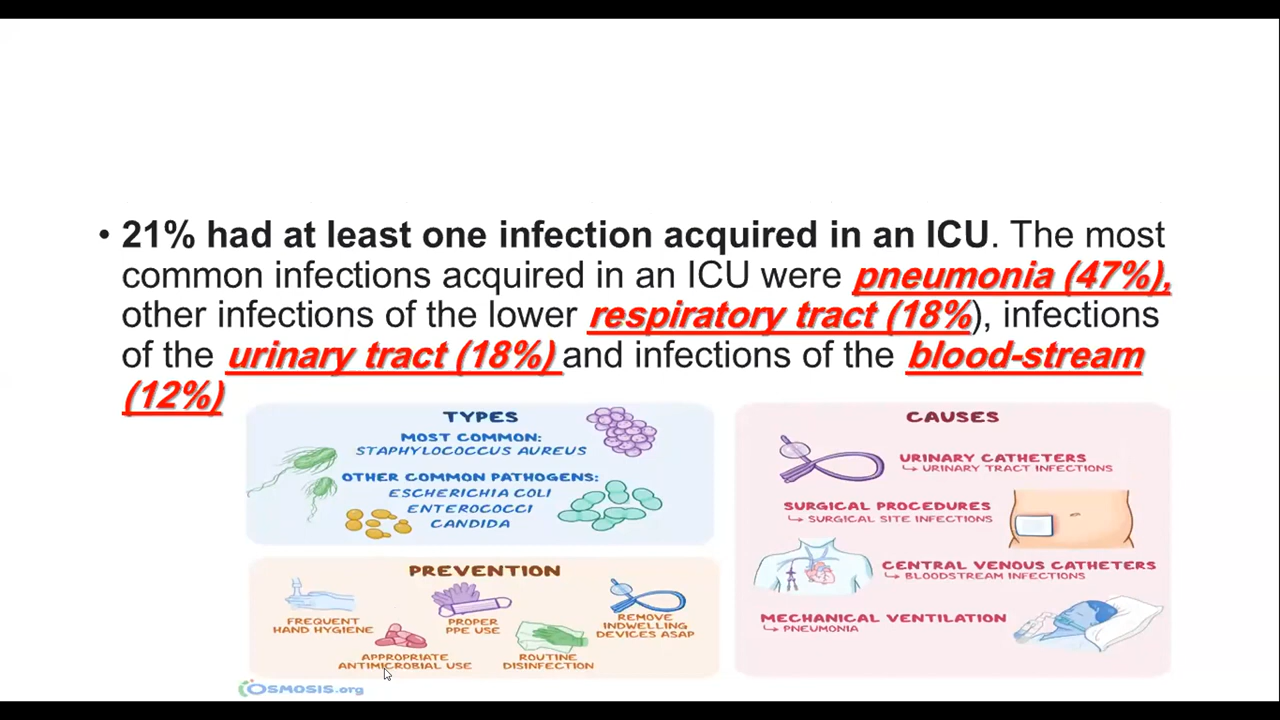 • 21% had at least one infection acquired in an ICU. The most
common infections acquired in an ICU were pneumonia (47%),
other infections of the lower respiratory tract (18%), infections
of the urinary tract (18%) and infections of the blood-stream
(12%)
TYPES
MOST COMMON:
STAPHYLOCOCCUS AUREUS
OTHER COMMON PATHOGENS:
ESCHERICHIA COLI
ENTEROCOCCI
CANDIDA
PREVENTION
FREQUENT
HAND HYGIENE
PROPER
PPE USE
REMOVE
INDWELLING
DEVICES ASAP
APPROPRIATE
ANTIMICROBIAL USE
ROUTINE
DISINFECTION
CAUSES
URINARY CATHETERS
↳ URINARY TRACT INFECTIONS
SURGICAL PROCEDURES
↳ SURGICAL SITE INFECTIONS
CENTRAL VENOUS CATHETERS
↳ BLOODSTREAM INFECTIONS
MECHANICAL VENTILATION
↳ PNEUMONIA
OSMOSIS.org